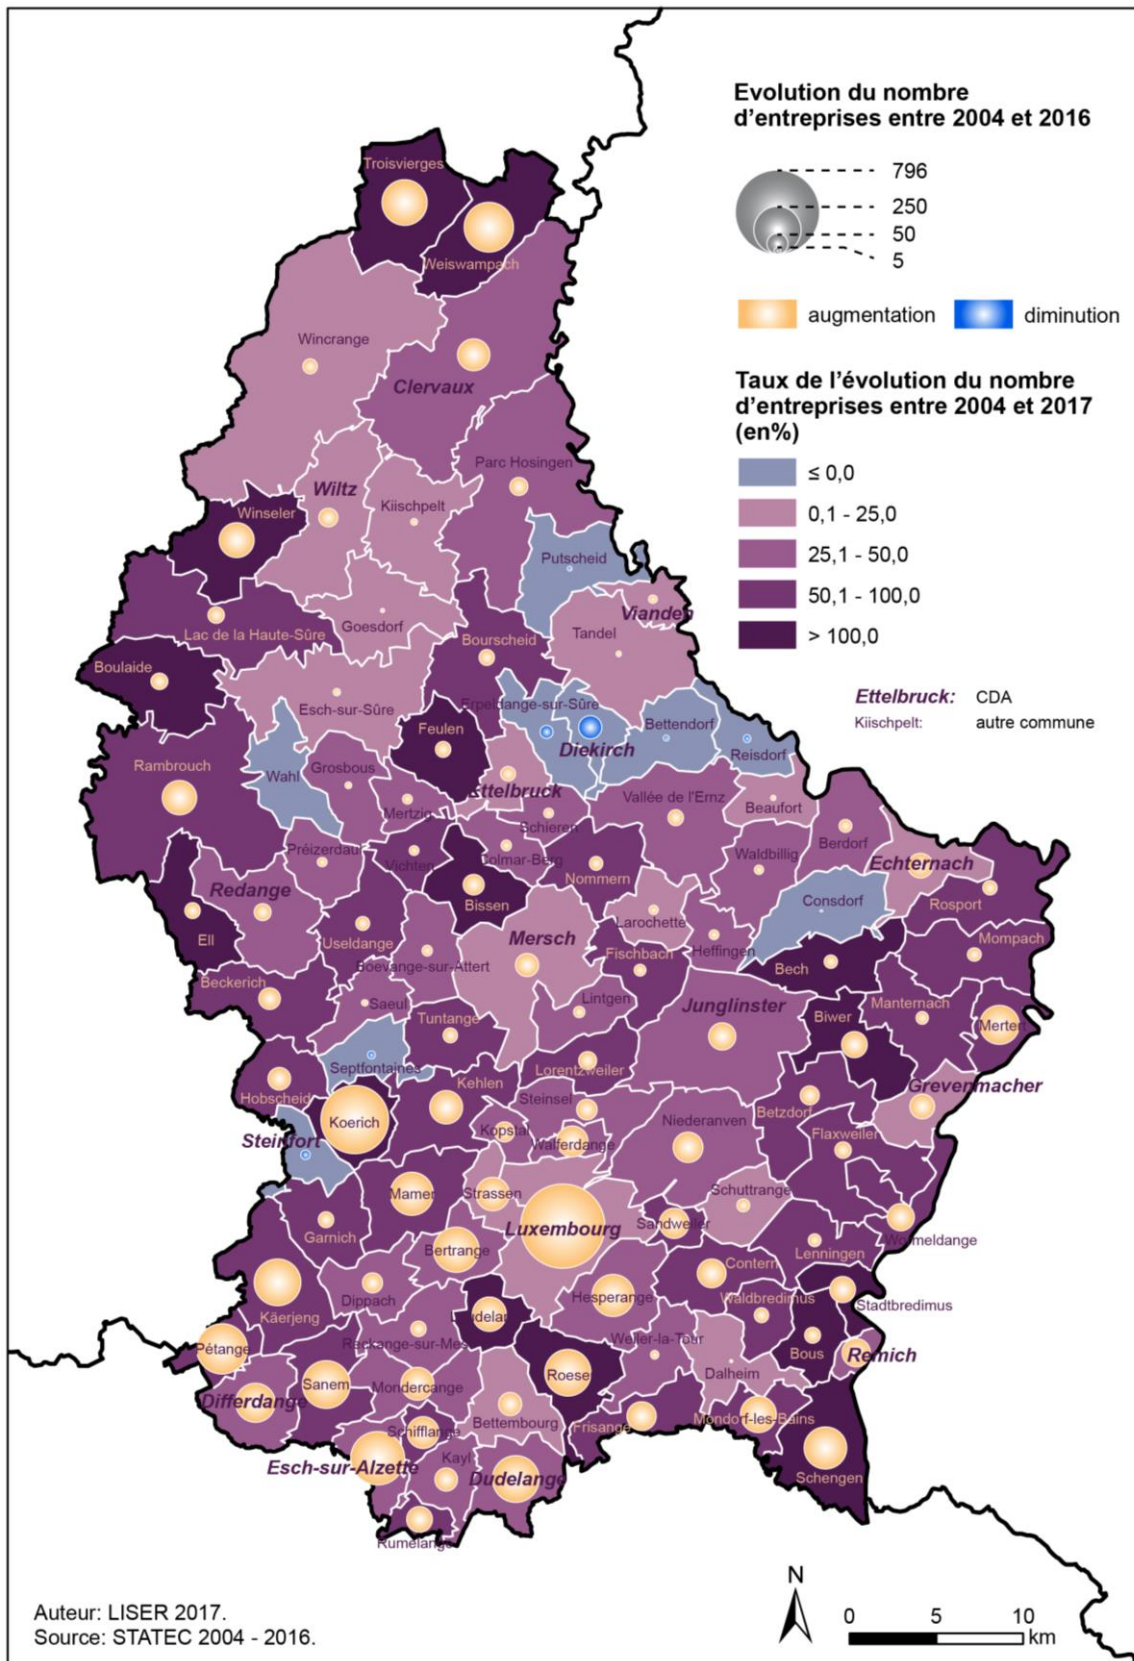 Evolution du nombre
d'entreprises entre 2004 et 2016
796
250
50
5
augmentation
diminution
Taux de l'évolution du nombre
d'entreprises entre 2004 et 2017
(en%)
≤ 0,0
0,1 - 25,0
25,1 - 50,0
50,1 - 100,0
> 100,0
Ettelbruck: CDA
Kiischpelt: autre commune
Troisvierges
Weiswampach
Wincrange
Clervaux
Parc Hosingen
Wiltz
Kiischpelt
Winseler
Putscheid
Vianden
Lac de la Haute-Sûre
Goesdorf
Bourscheid
Tandel
Boulaide
Esch-sur-Sûre
Erpeldange-sur-Sûre
Feulen
Diekirch
Bettendorf
Reisdorf
Rambrouch
Wahl
Grosbous
Ettelbruck
Mertzig
Schieren
Vallée de l'Ernz
Beaufort
Berdorf
Préizerdaul
Vichten
Colmar-Berg
Nommern
Waldbillig
Echternach
Redange
Bissen
Rosport
Consdorf
Larochette
Ell
Useldange
Mersch
Heffingen
Mompach
Boevange-sur-Attert
Fischbach
Bech
Beckerich
Saeul
Lintgen
Junglinster
Biwer
Manternach
Mertert
Tuntange
Septfontaines
Lorentzweiler
Kehlen
Hobscheid
Steinsel
Grevenmacher
Betzdorf
Koerich
Kopstal
Walferdange
Niederanven
Flaxweiler
Steinfort
Mamer
Strassen
Schuttrange
Luxembourg
Sandweiler
Garnich
Bertrange
Wormeldange
Lenningen
Contern
Dippach
Hesperange
Waldbredimus
Stadtbredimus
Käerjeng
Leudelange
Reckange-sur-Mess
Weiler-la-Tour
Pétange
Bous
Remich
Roeser
Dalheim
Sanem
Mondercange
Differdange
Bettembourg
Mondorf-les-Bains
Schifflange
Frisange
Kayl
Esch-sur-Alzette
Dudelange
Schengen
Rumelange
Auteur: LISER 2017.
Source: STATEC 2004 - 2016.
N
0 5 10
km